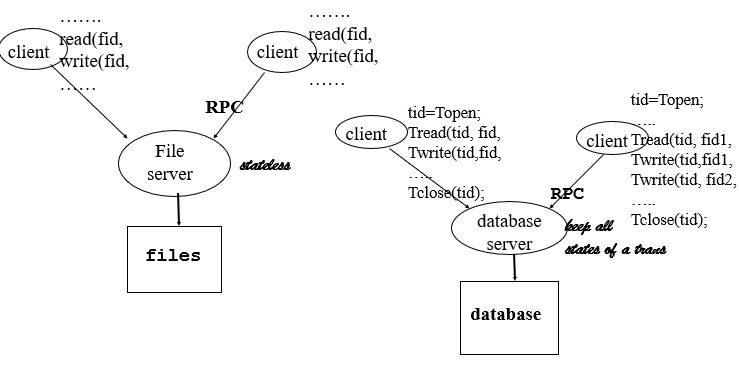 …….
read(fid,
write(fid,
……
client
…….
read(fid,
write(fid,
……
client
RPC
File
server
stateless
files
tid=Topen;
Tread(tid, fid,
Twrite(tid,fid,
…..
Tclose(tid);
client
tid=Topen;
….
Tread(tid, fid1,
Twrite(tid,fid1,
Twrite(tid, fid2,
…..
Tclose(tid);
client
RPC
database
server
keep all
states of a trans
database